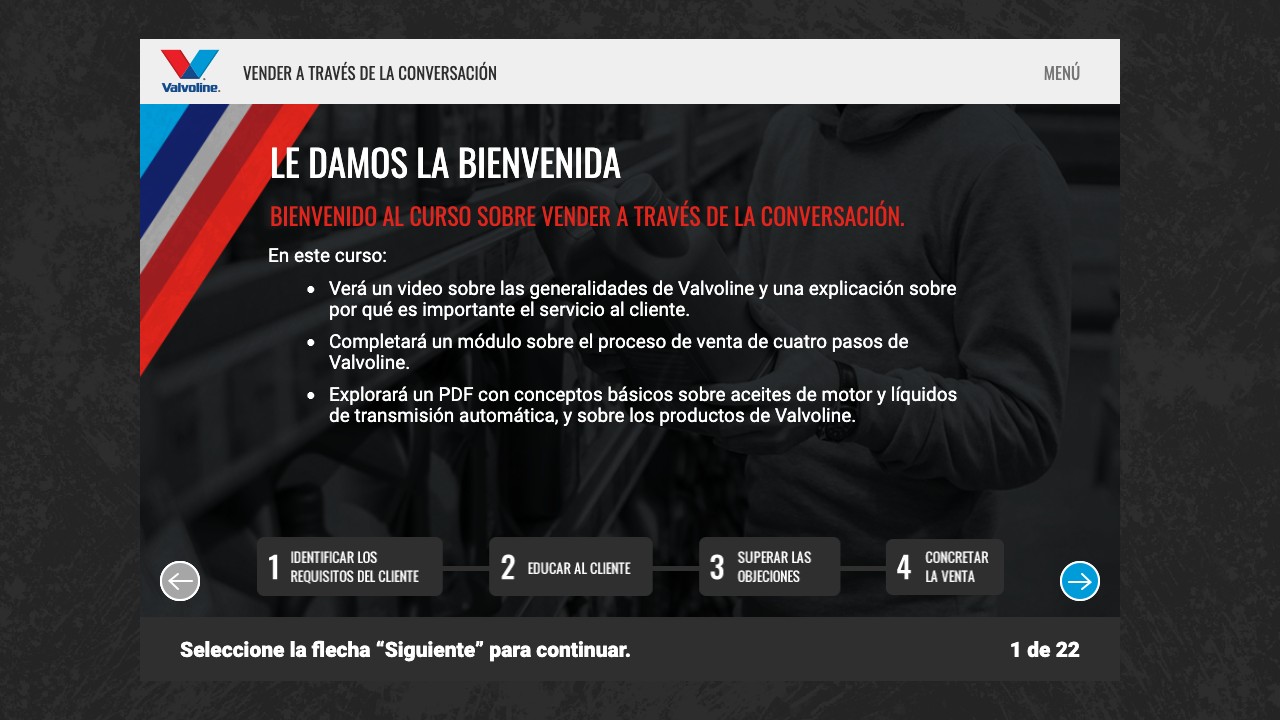 Valvoline.
VENDER A TRAVÉS DE LA CONVERSACIÓN
MENÚ
LE DAMOS LA BIENVENIDA
BIENVENIDO AL CURSO SOBRE VENDER A TRAVÉS DE LA CONVERSACIÓN.
En este curso:
• Verá un video sobre las generalidades de Valvoline y una explicación sobre
por qué es importante el servicio al cliente.
• Completará un módulo sobre el proceso de venta de cuatro pasos de
Valvoline.
• Explorará un PDF con conceptos básicos sobre aceites de motor y líquidos
de transmisión automática, y sobre los productos de Valvoline.
1 IDENTIFICAR LOS
REQUISITOS DEL CLIENTE
2 EDUCAR AL CLIENTE
3 SUPERAR LAS
OBJECIONES
4 CONCRETAR
LA VENTA
Seleccione la flecha “Siguiente” para continuar.
1 de 22